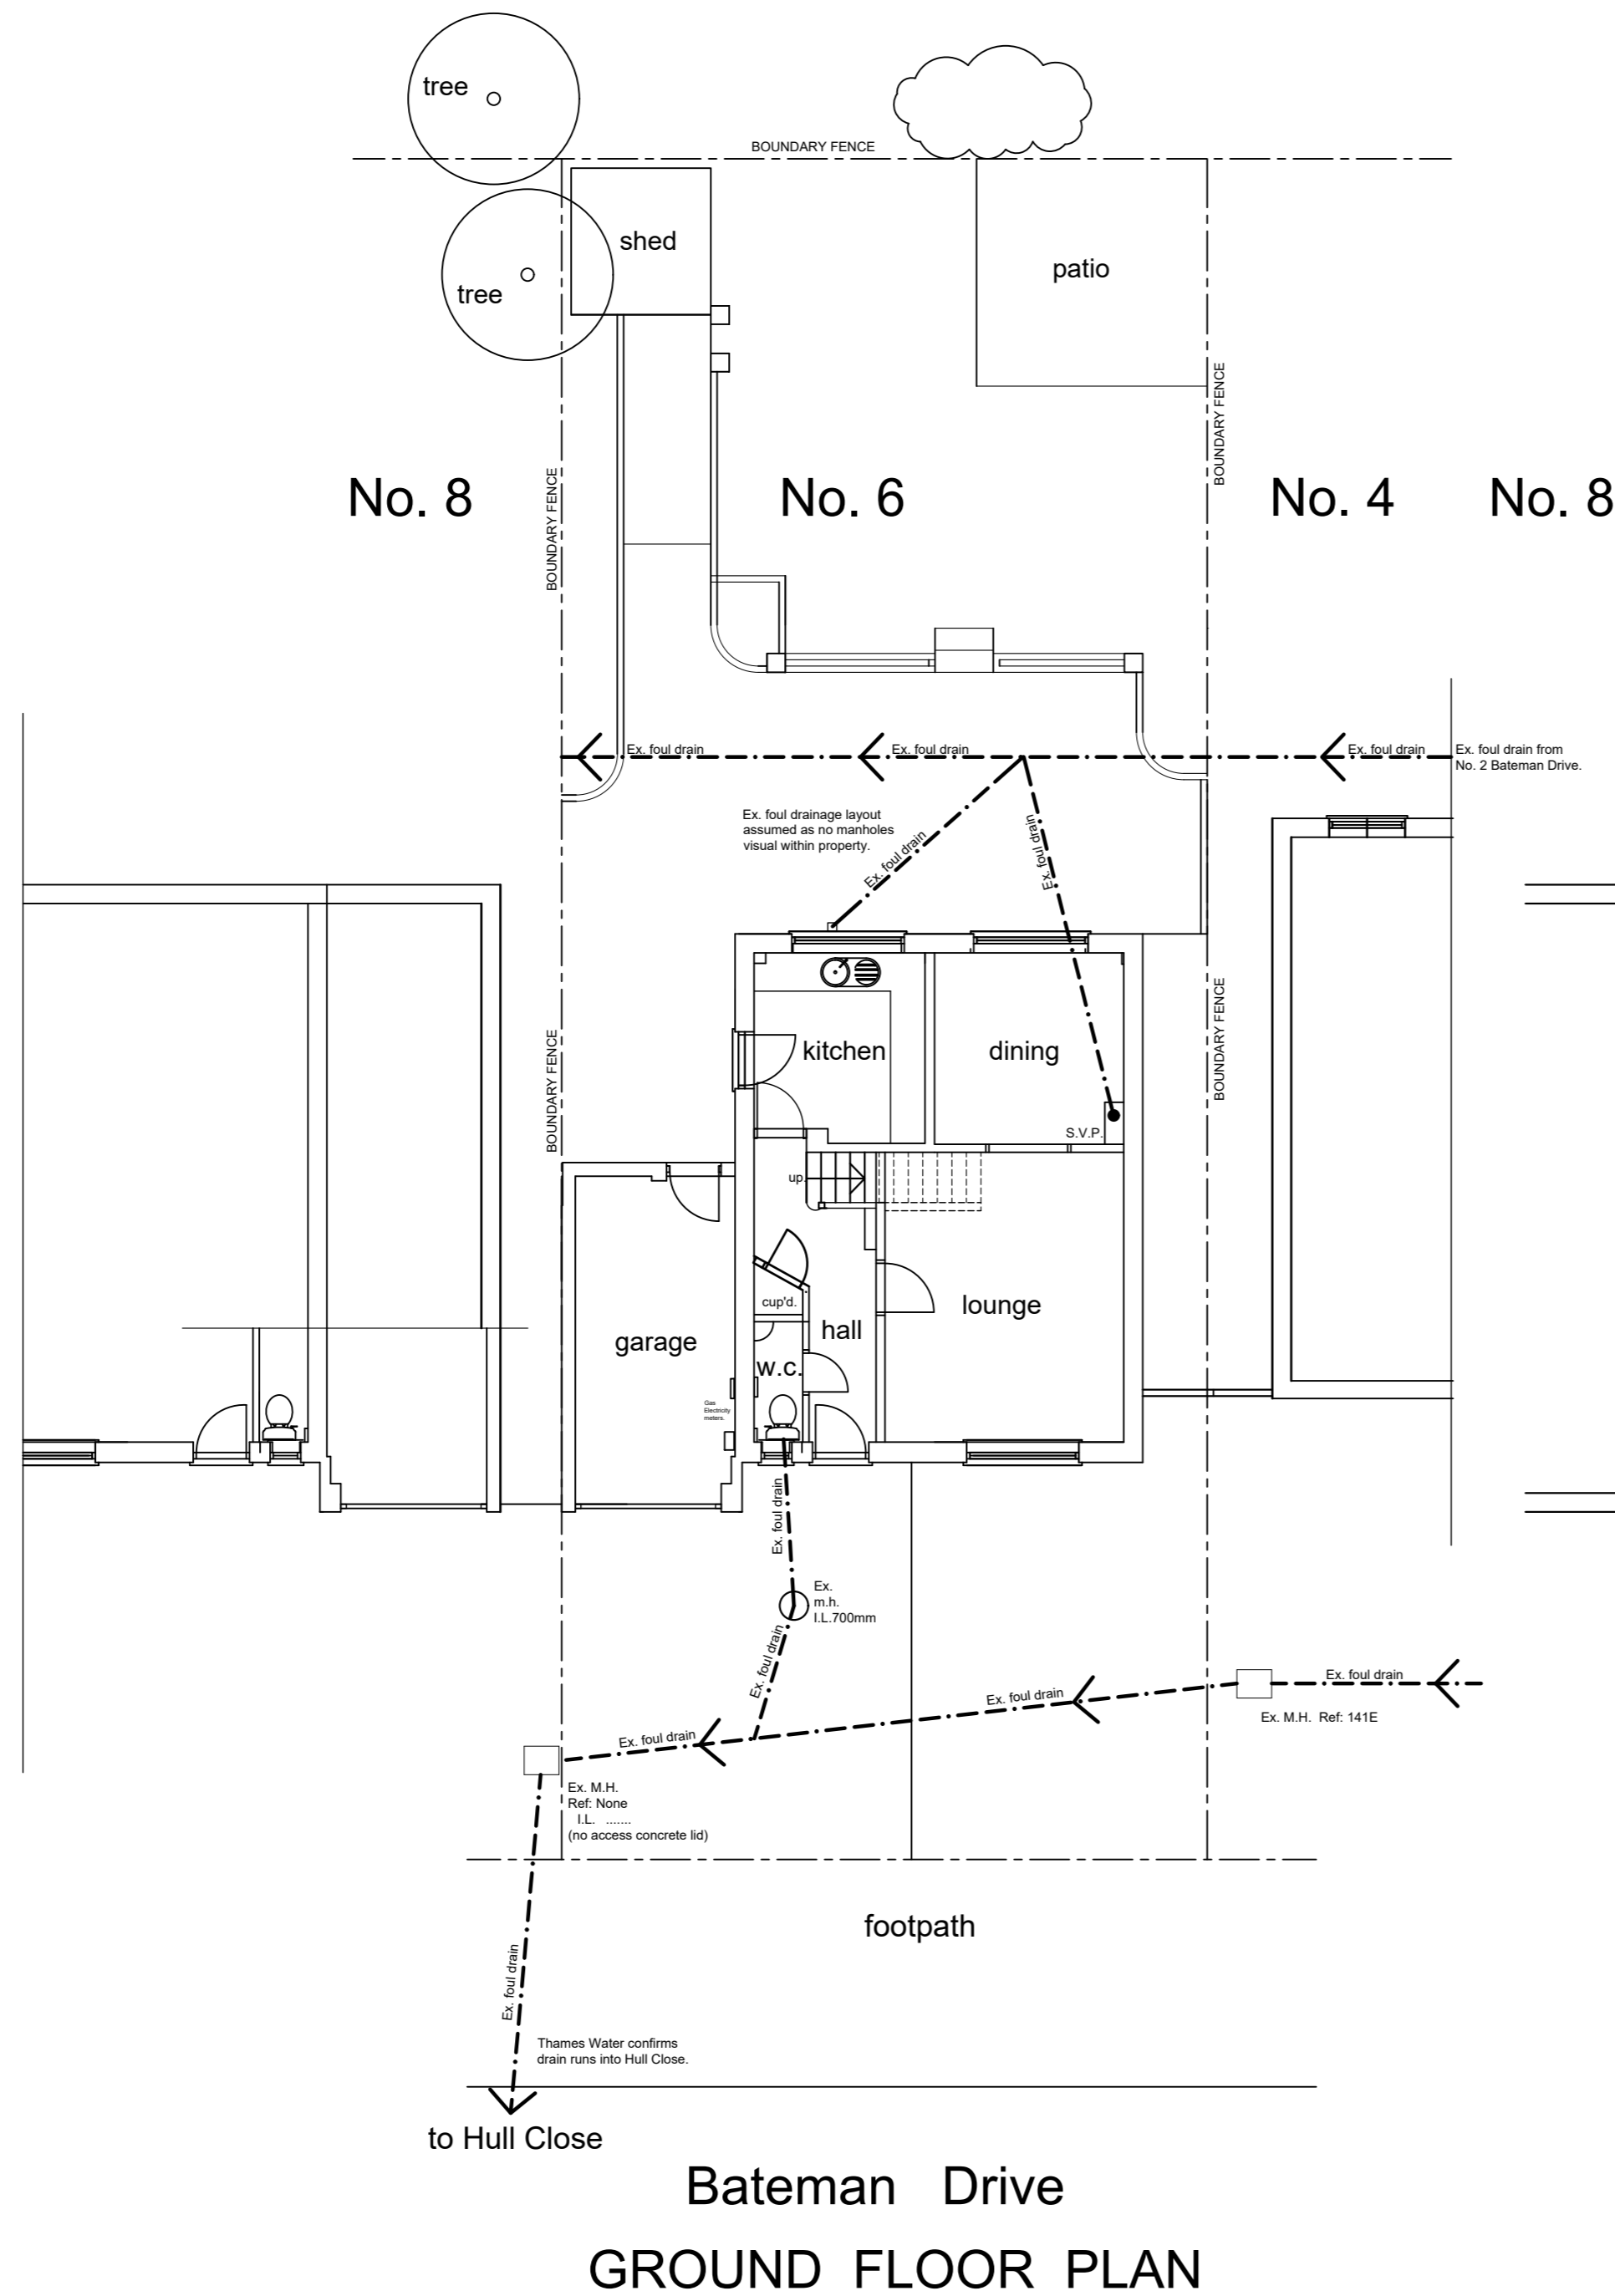 tree
BOUNDARY FENCE
shed
patio
tree
BOUNDARY FENCE
BOUNDARY FENCE
No. 8
No. 6
No. 4
No. 8
Ex. foul drain
Ex. foul drain
Ex. foul drain
Ex. foul drain from
No. 2 Bateman Drive.
Ex. foul drainage layout
assumed as no manholes
visual within property.
Ex. foul drain
Ex. foul drain
BOUNDARY FENCE
BOUNDARY FENCE
kitchen
dining
S.V.P.
up.
cup'd.
lounge
hall
garage
w.c.
Gas
Electricity
meters.
Ex. foul drain
Ex.
m.h.
I.L.700mm
Ex. foul drain
Ex. foul drain
Ex. foul drain
Ex. M.H. Ref: 141E
Ex. foul drain
Ex. M.H.
Ref: None
I.L. .......
(no access concrete lid)
footpath
Ex. foul drain
Thames Water confirms
drain runs into Hull Close.
to Hull Close
Bateman Drive
GROUND FLOOR PLAN